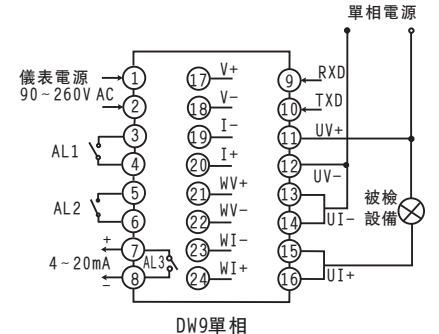 單相電源
儀表電源
90~260V AC
1
2
3
4
5
6
7
8
AL1
AL2
+
4~20mA
−
AL3
17
18
19
20
21
22
23
24
V+
V-
I-
I+
WV+
WV-
WI-
WI+
9
10
11
12
13
14
15
16
RXD
TXD
UV+
UV-
UI-
UI+
被檢
設備
DW9單相